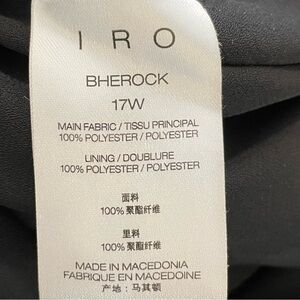 IRO
BHEROCK
17W
MAIN FABRIC / TISSU PRINCIPAL
100% POLYESTER / POLYESTER
LINING / DOUBLURE
100% POLYESTER / POLYESTER
面料
100% 聚酯纤维
里料
100% 聚酯纤维
MADE IN MACEDONIA
FABRIQUE EN MACEDOINE
产地 : 马其顿